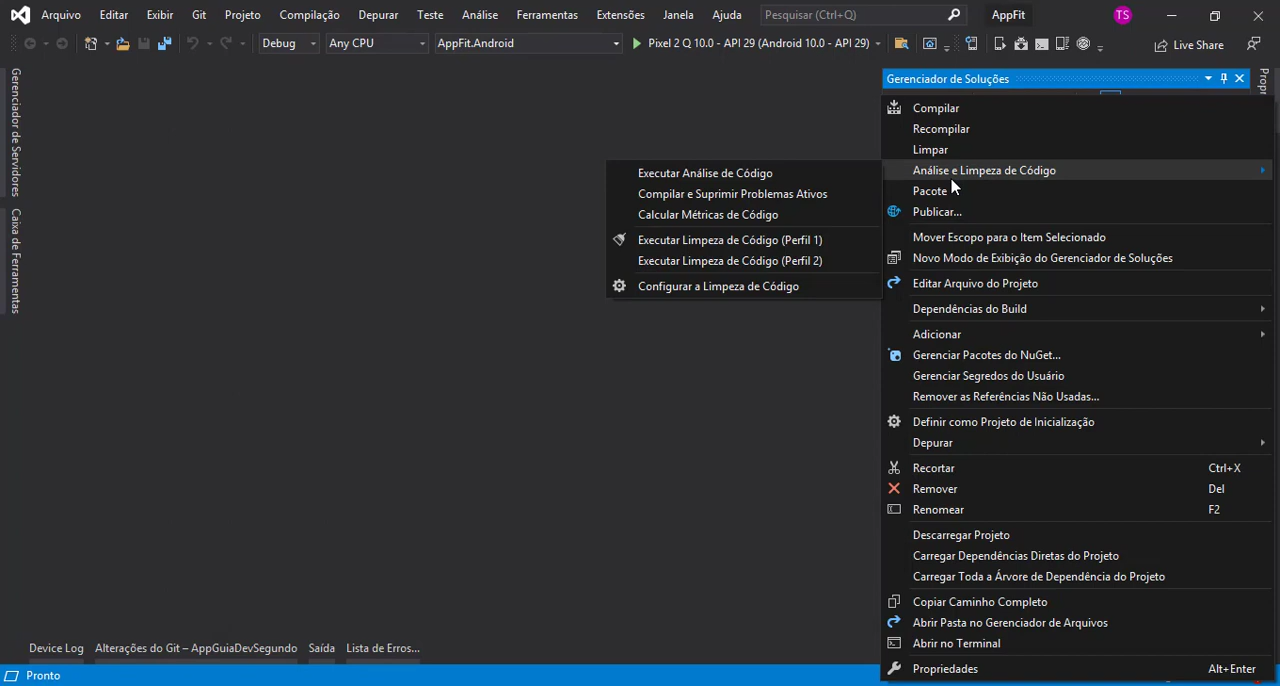 Arquivo Editar Exibir Git Projeto Compilação Depurar Teste Análise Ferramentas Extensões Janela Ajuda Pesquisar (Ctrl+Q) AppFit TS
Debug Any CPU AppFit.Android Pixel 2 Q 10.0 - API 29 (Android 10.0 - API 29) Live Share
Gerenciador de Servidores
Caixa de Ferramentas
Gerenciador de Soluções
Compilar
Recompilar
Limpar
Análise e Limpeza de Código
Executar Análise de Código
Compilar e Suprimir Problemas Ativos
Calcular Métricas de Código
Executar Limpeza de Código (Perfil 1)
Executar Limpeza de Código (Perfil 2)
Configurar a Limpeza de Código
Pacote
Publicar...
Mover Escopo para o Item Selecionado
Novo Modo de Exibição do Gerenciador de Soluções
Editar Arquivo do Projeto
Dependências do Build
Adicionar
Gerenciar Pacotes do NuGet...
Gerenciar Segredos do Usuário
Remover as Referências Não Usadas...
Definir como Projeto de Inicialização
Depurar
Recortar Ctrl+X
Remover Del
Renomear F2
Descarregar Projeto
Carregar Dependências Diretas do Projeto
Carregar Toda a Árvore de Dependência do Projeto
Copiar Caminho Completo
Abrir Pasta no Gerenciador de Arquivos
Abrir no Terminal
Propriedades Alt+Enter
Device Log Alterações do Git – AppGuiaDevSegundo Saída Lista de Erros...
Pronto